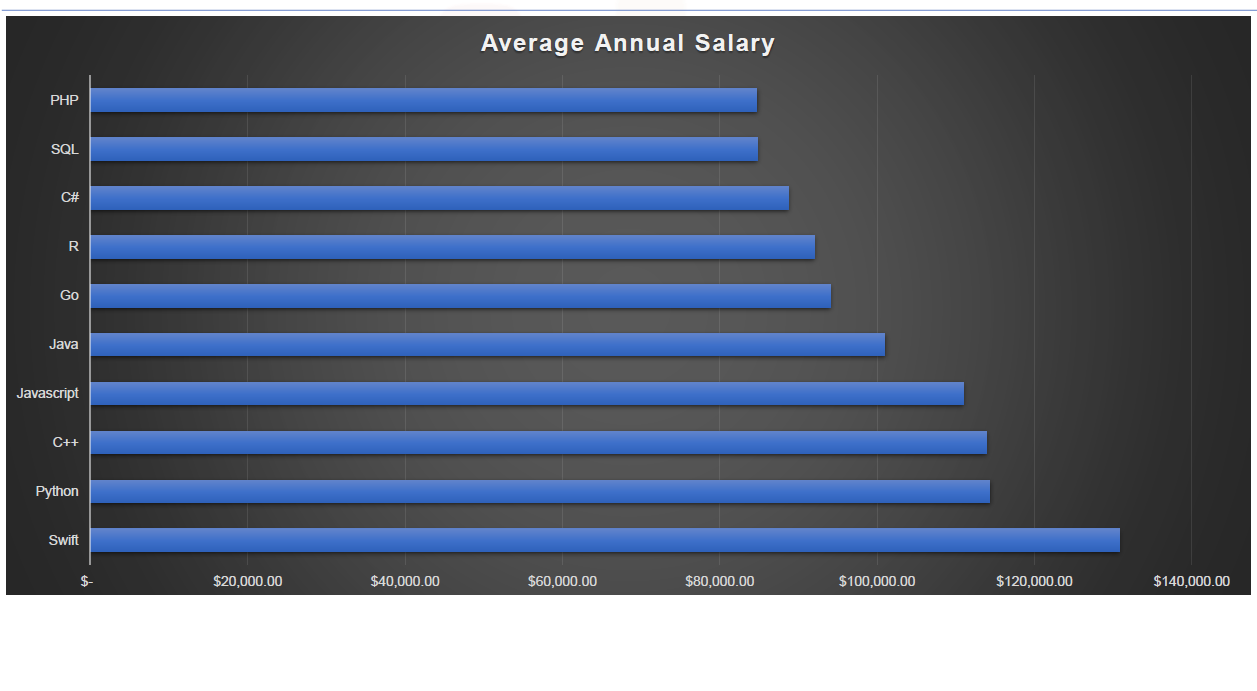 Average Annual Salary
PHP
SQL
C#
R
Go
Java
Javascript
C++
Python
Swift
$- $20,000.00 $40,000.00 $60,000.00 $80,000.00 $100,000.00 $120,000.00 $140,000.00